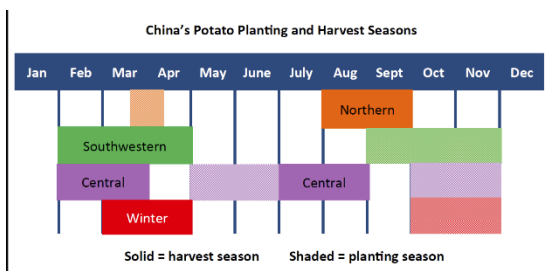 China's Potato Planting and Harvest Seasons
Jan Feb Mar Apr May June July Aug Sept Oct Nov Dec
Northern
Southwestern
Central Central
Winter
Solid = harvest season Shaded = planting season